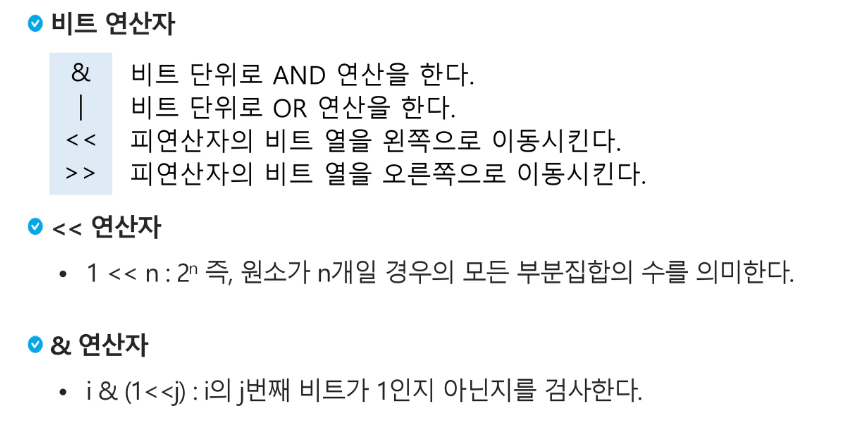 비트 연산자
& 비트 단위로 AND 연산을 한다.
| 비트 단위로 OR 연산을 한다.
<< 피연산자의 비트 열을 왼쪽으로 이동시킨다.
>> 피연산자의 비트 열을 오른쪽으로 이동시킨다.
<< 연산자
• 1 << n : 2ⁿ 즉, 원소가 n개일 경우의 모든 부분집합의 수를 의미한다.
& 연산자
• i & (1<<j) : i의 j번째 비트가 1인지 아닌지를 검사한다.